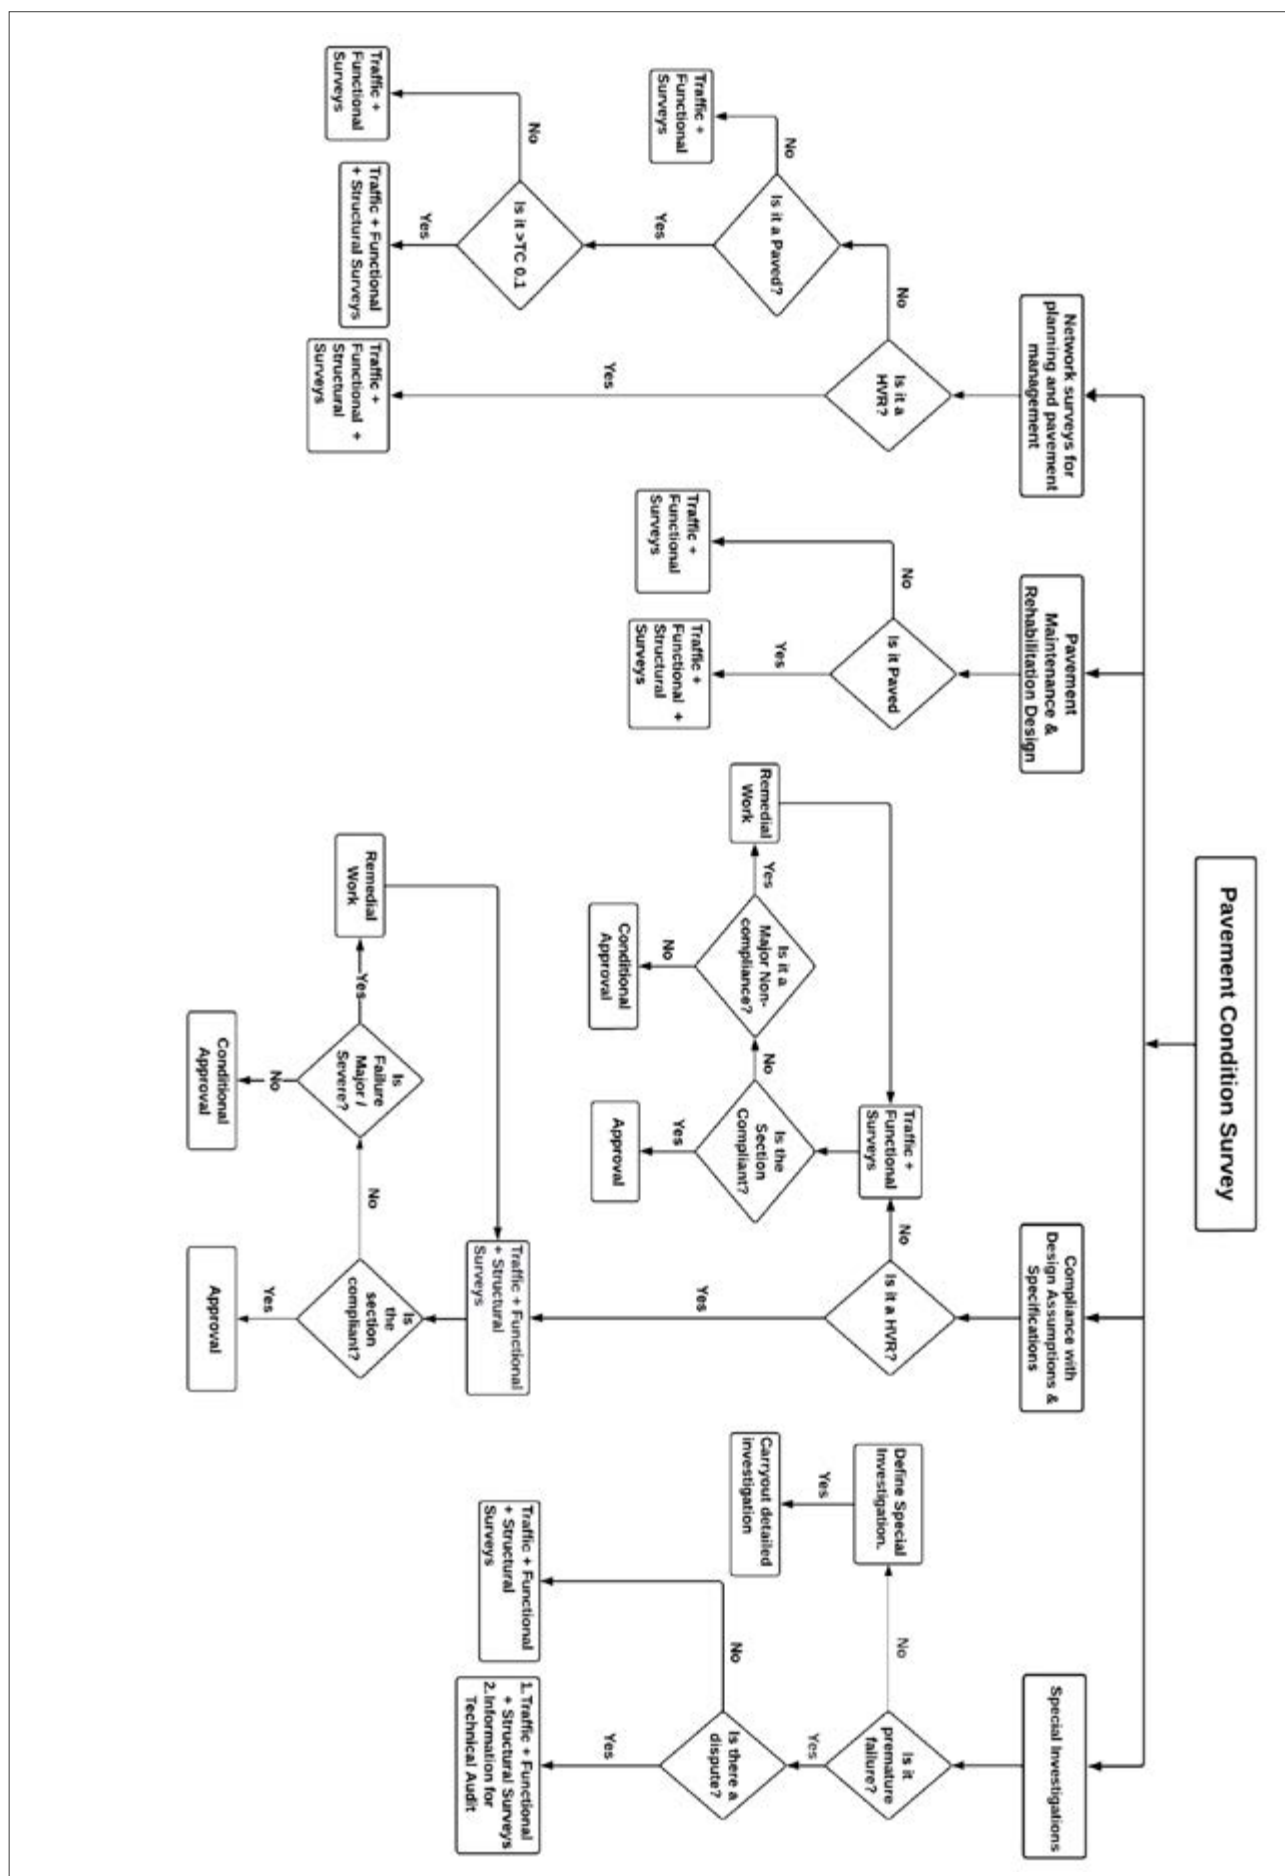 Pavement Condition Survey
Network surveys for
planning and pavement
management
Is it a
HVR?
No
Yes
Is it a Paved?
No
Yes
Traffic +
Functional
Surveys
Is it >TC 0.1
No
Yes
Traffic +
Functional
Surveys
Traffic + Functional
+ Structural Surveys
Traffic +
Functional +
Structural
Surveys
Pavement
Maintenance &
Rehabilitation Design
Is it Paved
No
Yes
Traffic +
Functional
Surveys
Traffic +
Functional +
Structural
Surveys
Compliance with
Design Assumptions &
Specifications
Is it a HVR?
No
Yes
Traffic +
Functional
Surveys
Is the
Section
Compliant?
No
Yes
Approval
Is it a
Major Non-
compliance?
Yes
No
Remedial
Work
Conditional
Approval
Traffic + Functional
+ Structural
Surveys
Is
the
section
compliant?
No
Yes
Approval
Is
Failure
Major /
Severe?
Yes
No
Remedial
Work
Conditional
Approval
Special Investigations
Is it
premature
failure?
No
Yes
Define Special
Investigation.
Yes
Carryout detailed
investigation
Is there a
dispute?
No
Yes
Traffic + Functional
+ Structural
Surveys
1.Traffic + Functional
+ Structural Surveys
2.Information for
Technical Audit